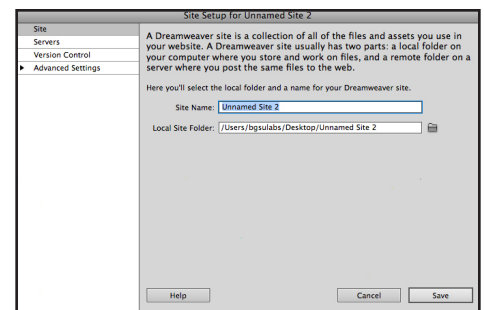 Site Setup for Unnamed Site 2
Site
Servers
Version Control
Advanced Settings
A Dreamweaver site is a collection of all of the files and assets you use in
your website. A Dreamweaver site usually has two parts: a local folder on
your computer where you store and work on files, and a remote folder on a
server where you post the same files to the web.
Here you'll select the local folder and a name for your Dreamweaver site.
Site Name: Unnamed Site 2
Local Site Folder: /Users/bgsulabs/Desktop/Unnamed Site 2
Help Cancel Save